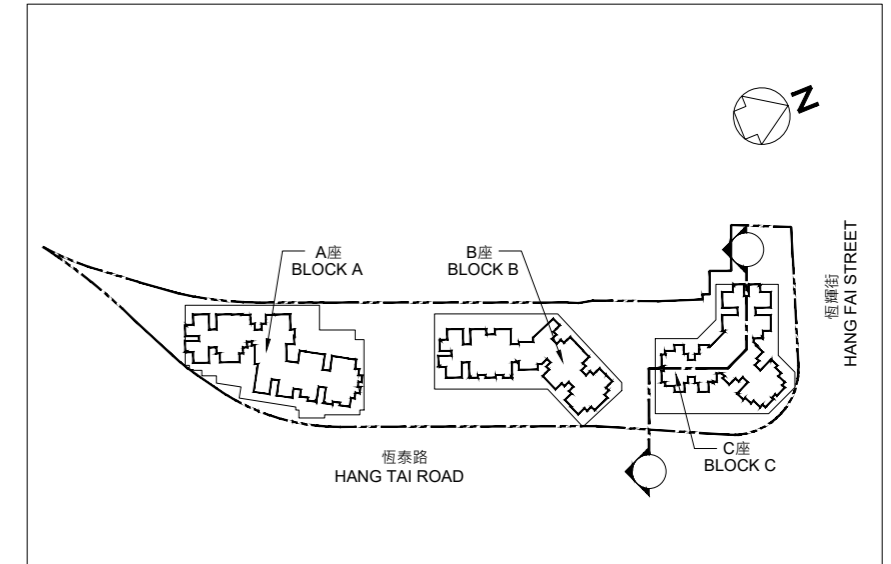 N
A座
BLOCK A
B座
BLOCK B
恆輝街
HANG FAI STREET
C座
BLOCK C
恆泰路
HANG TAI ROAD